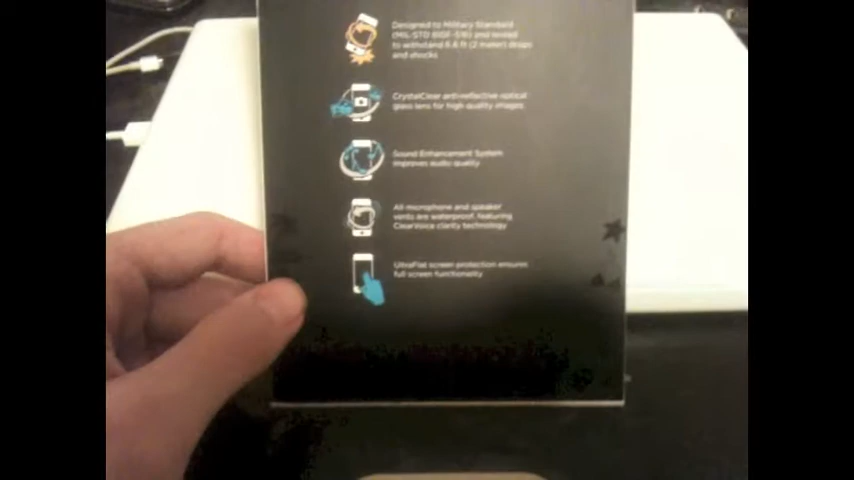 Designed to Military Standard
(MIL-STD 810F-516) and tested
to withstand 6.6 ft (2 meter) drops
and shocks
CrystalClear anti-reflective optical
glass lens for high quality images
Sound Enhancement System
improves audio quality
All microphone and speaker
vents are waterproof, featuring
ClearVoice clarity technology
UltraFlat screen protection ensures
full screen functionality